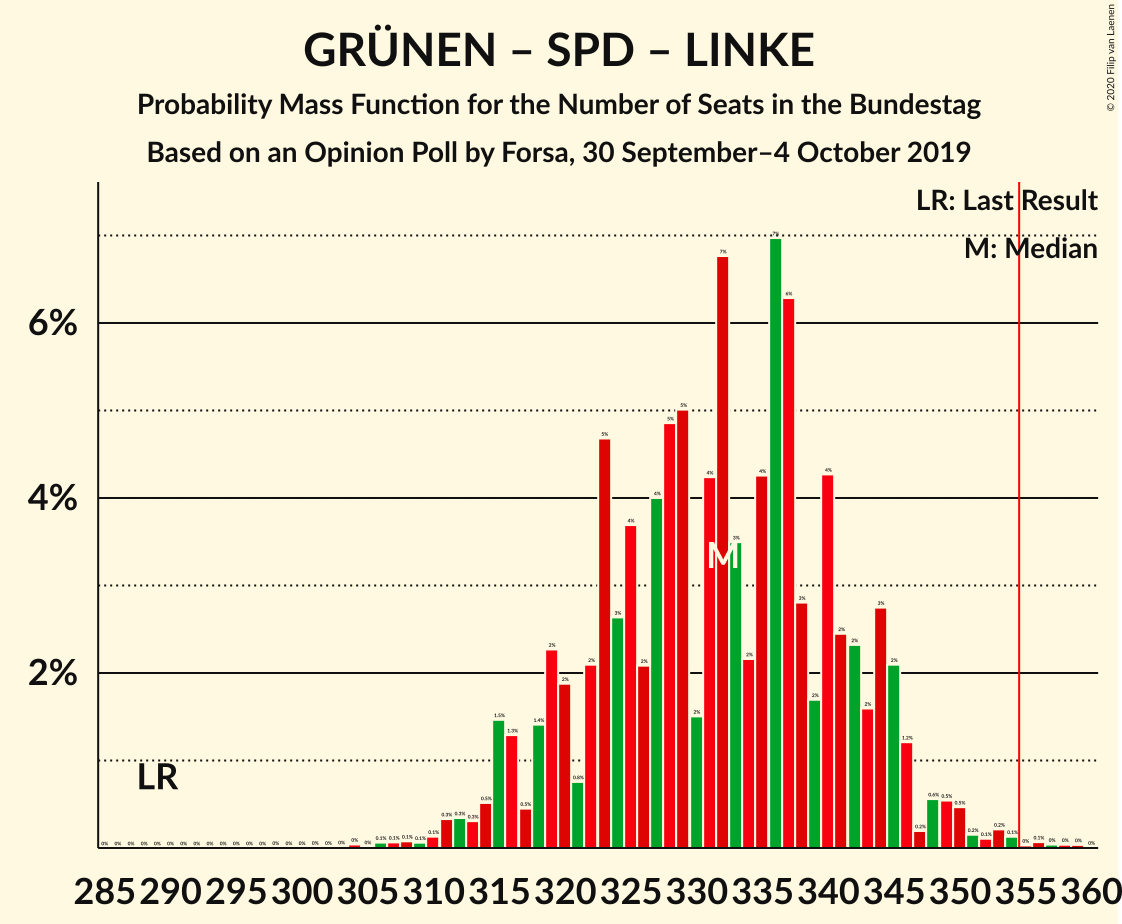 GRÜNEN – SPD – LINKE
Probability Mass Function for the Number of Seats in the Bundestag
Based on an Opinion Poll by Forsa, 30 September–4 October 2019
© 2020 Filip van Laenen
LR: Last Result
M: Median
6%
4%
2%
LR
M
285 290 295 300 305 310 315 320 325 330 335 340 345 350 355 360